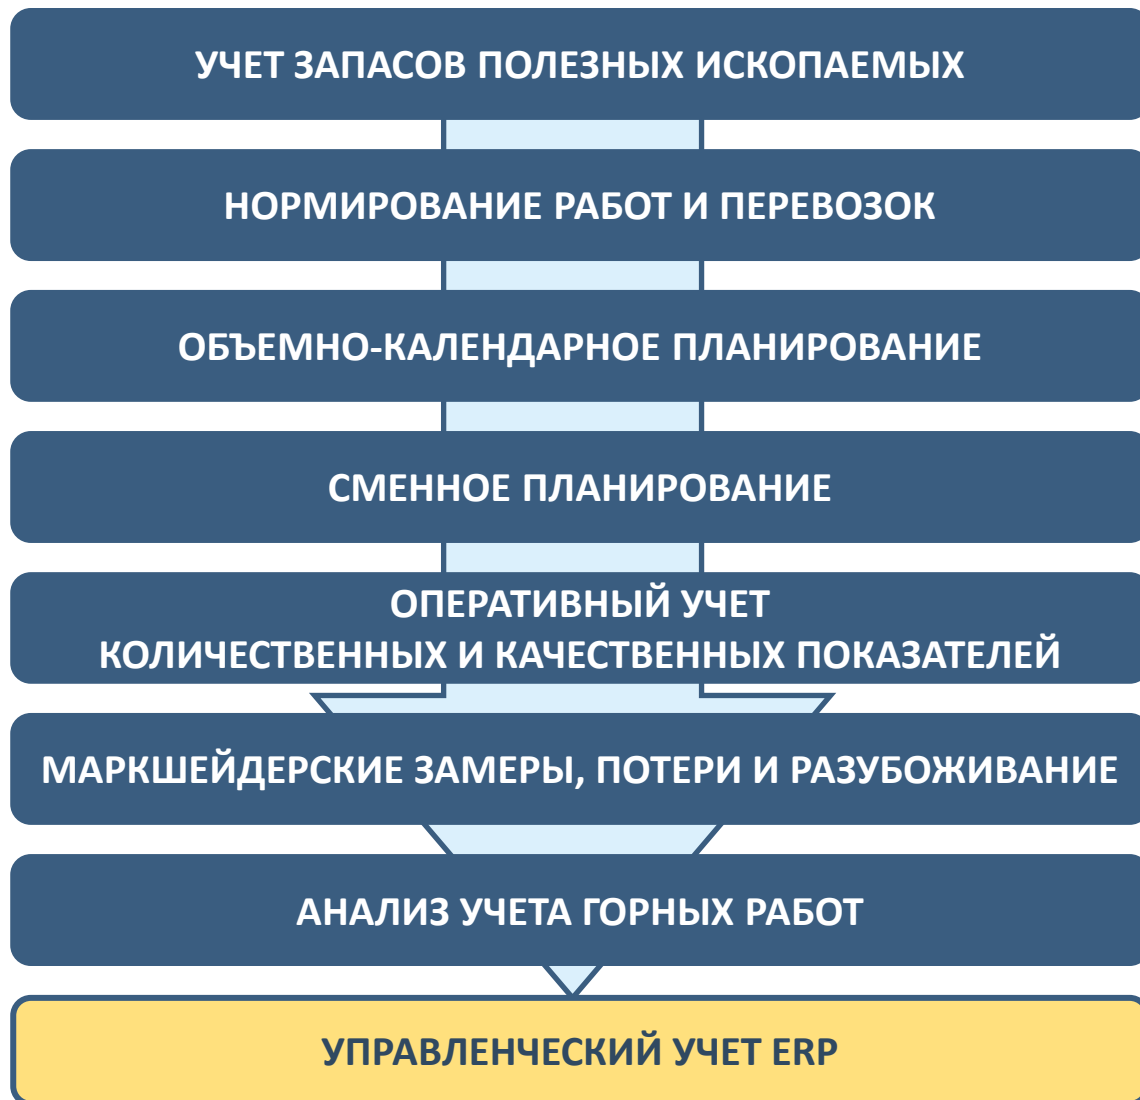 УЧЕТ ЗАПАСОВ ПОЛЕЗНЫХ ИСКОПАЕМЫХ
НОРМИРОВАНИЕ РАБОТ И ПЕРЕВОЗОК
ОБЪЕМНО-КАЛЕНДАРНОЕ ПЛАНИРОВАНИЕ
СМЕННОЕ ПЛАНИРОВАНИЕ
ОПЕРАТИВНЫЙ УЧЕТ
КОЛИЧЕСТВЕННЫХ И КАЧЕСТВЕННЫХ ПОКАЗАТЕЛЕЙ
МАРКШЕЙДЕРСКИЕ ЗАМЕРЫ, ПОТЕРИ И РАЗУБОЖИВАНИЕ
АНАЛИЗ УЧЕТА ГОРНЫХ РАБОТ
УПРАВЛЕНЧЕСКИЙ УЧЕТ ERP